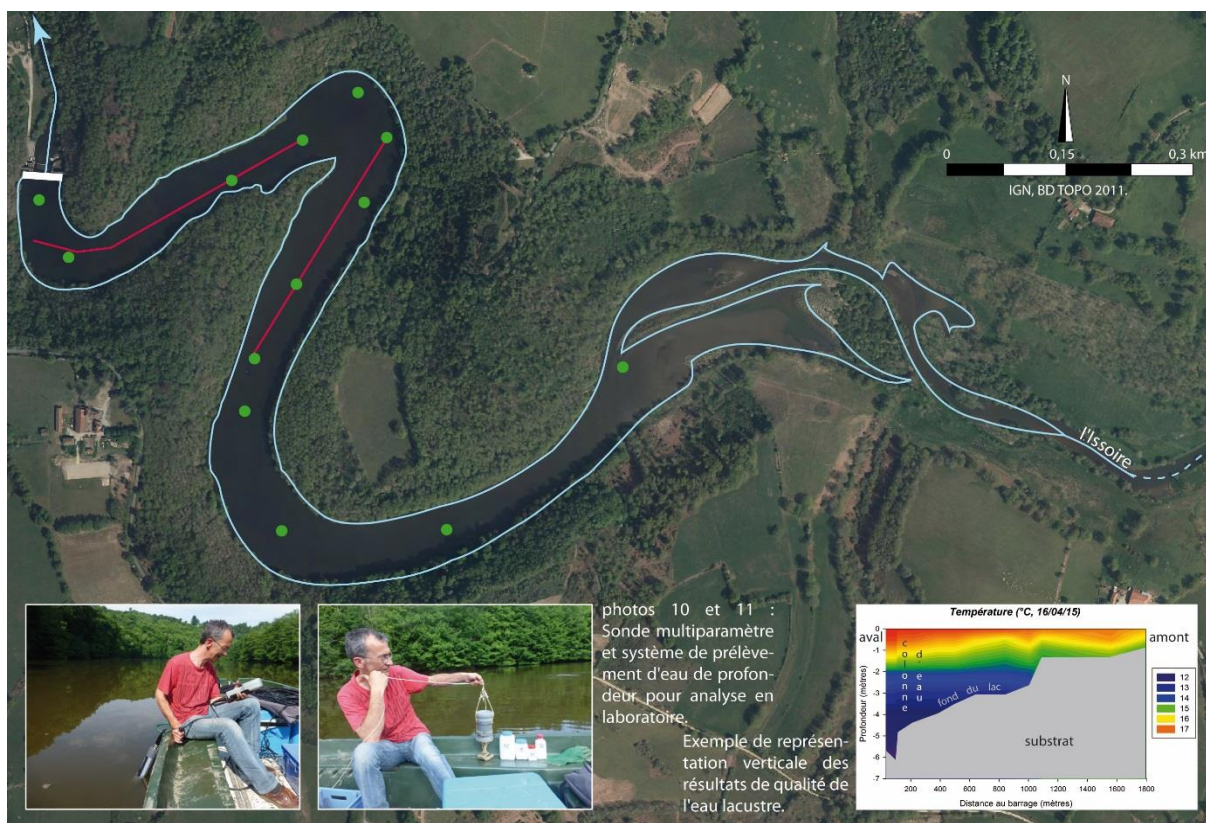 N
0
0,15
0,3 km
IGN, BD TOPO 2011.
l'Issoire
photos 10 et 11 :
Sonde multiparamètre
et système de prélève-
ment d'eau de profon-
deur pour analyse en
laboratoire.
Exemple de représen-
tation verticale des
résultats de qualité de
l'eau lacustre.
Température (°C, 16/04/15)
aval
amont
colonne
d'eau
fond du lac
substrat
Profondeur (mètres)
0
-1
-2
-3
-4
-5
-6
-7
200
400
600
800
1000
1200
1400
1600
1800
Distance au barrage (mètres)
12
13
14
15
16
17